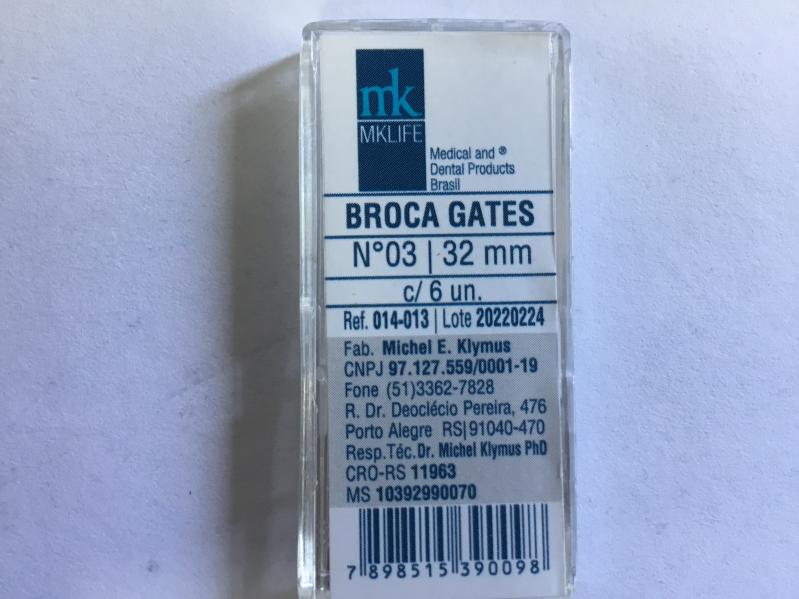 mk
MKLIFE
Medical and ®
Dental Products
Brasil
BROCA GATES
N°03 | 32 mm
c/ 6 un.
Ref. 014-013 | Lote 20220224
Fab. Michel E. Klymus
CNPJ 97.127.559/0001-19
Fone (51)3362-7828
R. Dr. Deoclécio Pereira, 476
Porto Alegre RS|91040-470
Resp.Téc.Dr. Michel Klymus PhD
CRO-RS 11963
MS 10392990070
7 898515 390098